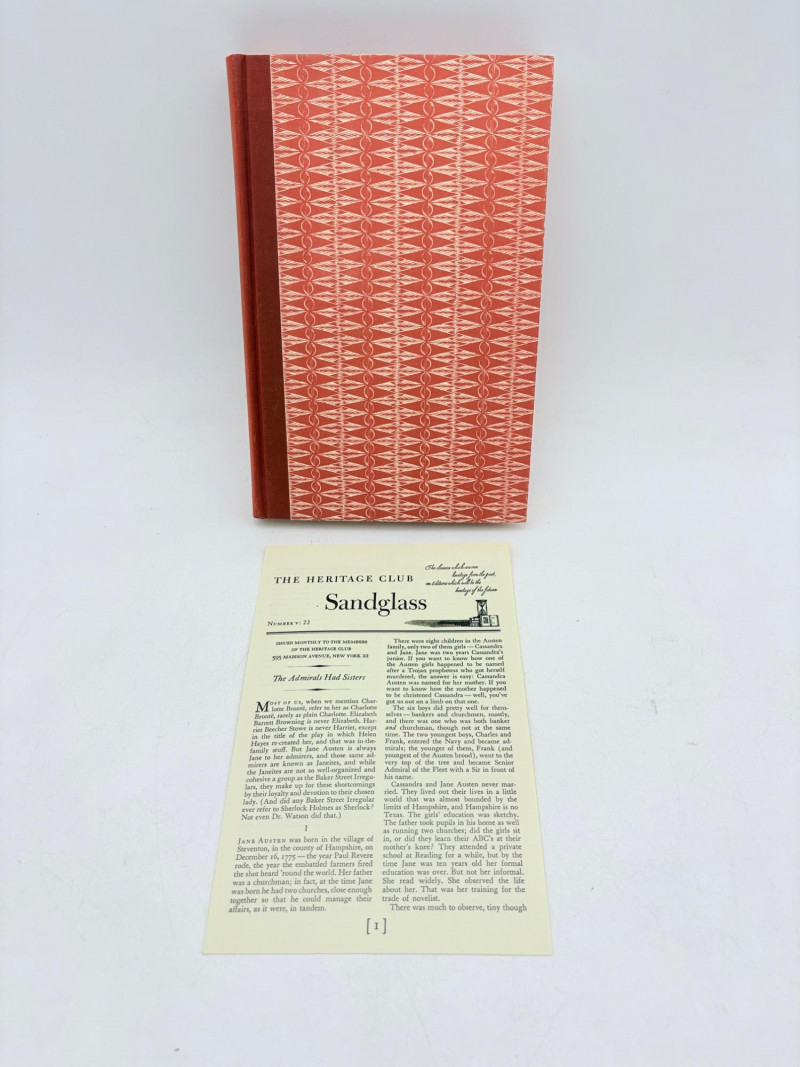 THE HERITAGE CLUB
The classics which are our
heritage from the past,
in editions which will be the
heritage of the future
Sandglass
NUMBER V: 22
ISSUED MONTHLY TO THE MEMBERS
OF THE HERITAGE CLUB
595 MADISON AVENUE, NEW YORK 22
The Admirals Had Sisters
MOST OF US, when we mention Char-
lotte Brontë, refer to her as Charlotte
Brontë, rarely as plain Charlotte. Elizabeth
Barrett Browning is never Elizabeth. Har-
riet Beecher Stowe is never Harriet, except
in the title of the play in which Helen
Hayes re-created her, and that was in-the-
family stuff. But Jane Austen is always
Jane to her admirers, and those same ad-
mirers are known as Janeites, and while
the Janeites are not so well-organized and
cohesive a group as the Baker Street Irregu-
lars, they make up for these shortcomings
by their loyalty and devotion to their chosen
lady. (And did any Baker Street Irregular
ever refer to Sherlock Holmes as Sherlock?
Not even Dr. Watson did that.)
I
JANE AUSTEN was born in the village of
Steventon, in the county of Hampshire, on
December 16, 1775 — the year Paul Revere
rode, the year the embattled farmers fired
the shot heard 'round the world. Her father
was a churchman; in fact, at the time Jane
was born he had two churches, close enough
together so that he could manage their
affairs, as it were, in tandem.
There were eight children in the Austen
family, only two of them girls — Cassandra
and Jane. Jane was two years Cassandra's
junior. If you want to know how one of
the Austen girls happened to be named
after a Trojan prophetess who got herself
murdered, the answer is easy: Cassandra
Austen was named for her mother. If you
want to know how the mother happened
to be christened Cassandra — well, you've
got us out on a limb on that one.
The six boys did pretty well for them-
selves — bankers and churchmen, mostly,
and there was one who was both banker
and churchman, though not at the same
time. The two youngest boys, Charles and
Frank, entered the Navy and became ad-
mirals; the younger of them, Frank (and
youngest of the Austen brood), went to the
very top of the tree and became Senior
Admiral of the Fleet with a Sir in front of
his name.
Cassandra and Jane Austen never mar-
ried. They lived out their lives in a little
world that was almost bounded by the
limits of Hampshire, and Hampshire is no
Texas. The girls' education was sketchy.
The father took pupils in his home as well
as running two churches; did the girls sit
in, or did they learn their ABC's at their
mother's knee? They attended a private
school at Reading for a while, but by the
time Jane was ten years old her formal
education was over. But not her informal.
She read widely. She observed the life
about her. That was her training for the
trade of novelist.
There was much to observe, tiny though
[ 1 ]